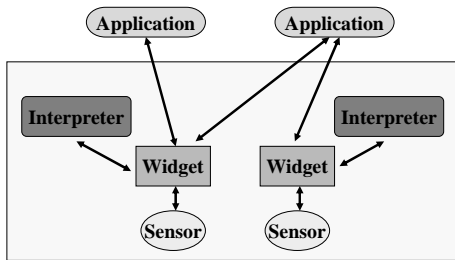 Application
Application
Interpreter
Interpreter
Widget
Widget
Sensor
Sensor